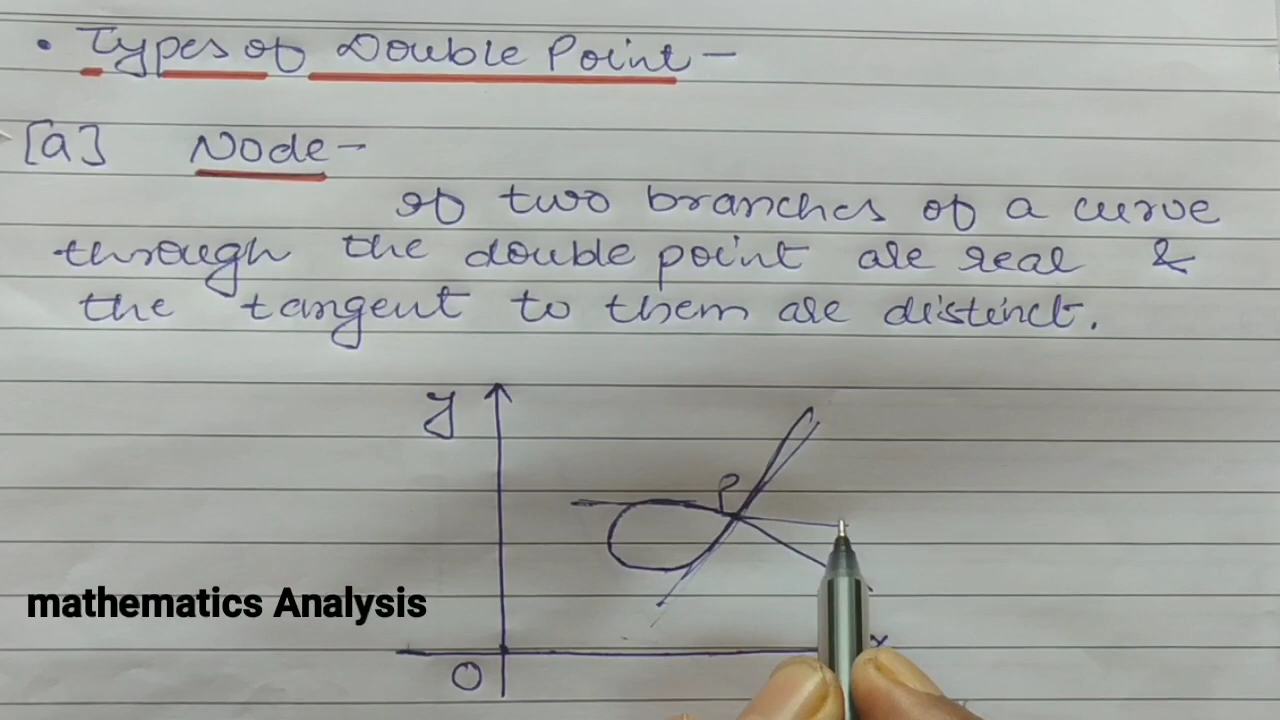 • Types of Double Point -
[a] Node -
If two branches of a curve
through the double point are real &
the tangent to them are distinct.
y
P
mathematics Analysis
x
O